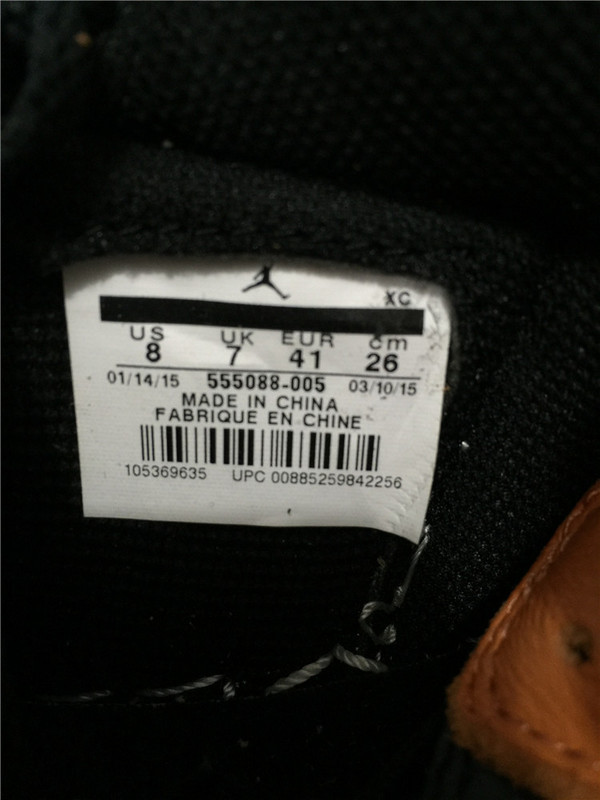 XC
US UK EUR cm
8 7 41 26
01/14/15 555088-005 03/10/15
MADE IN CHINA
FABRIQUE EN CHINE
105369635 UPC 00885259842256